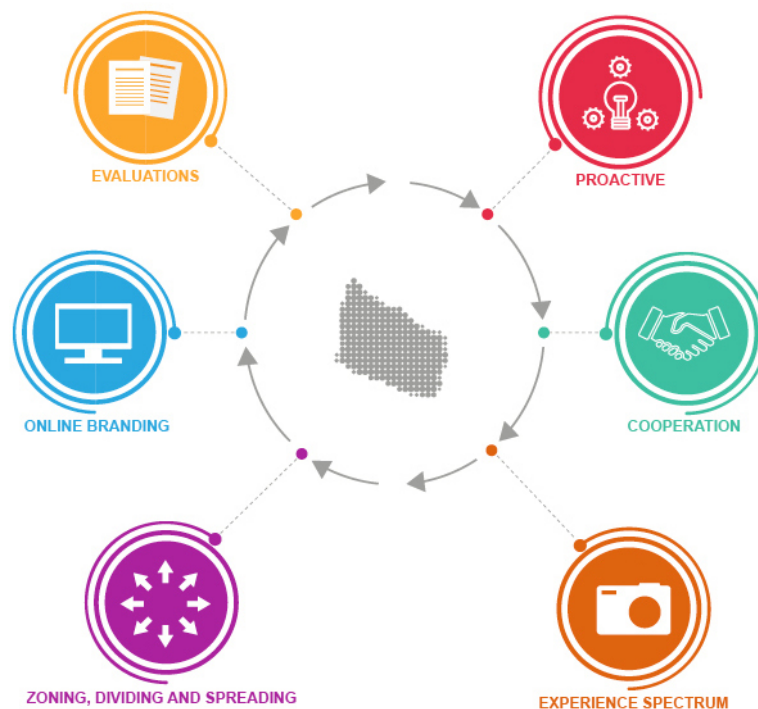 EVALUATIONS
PROACTIVE
ONLINE BRANDING
COOPERATION
ZONING, DIVIDING AND SPREADING
EXPERIENCE SPECTRUM